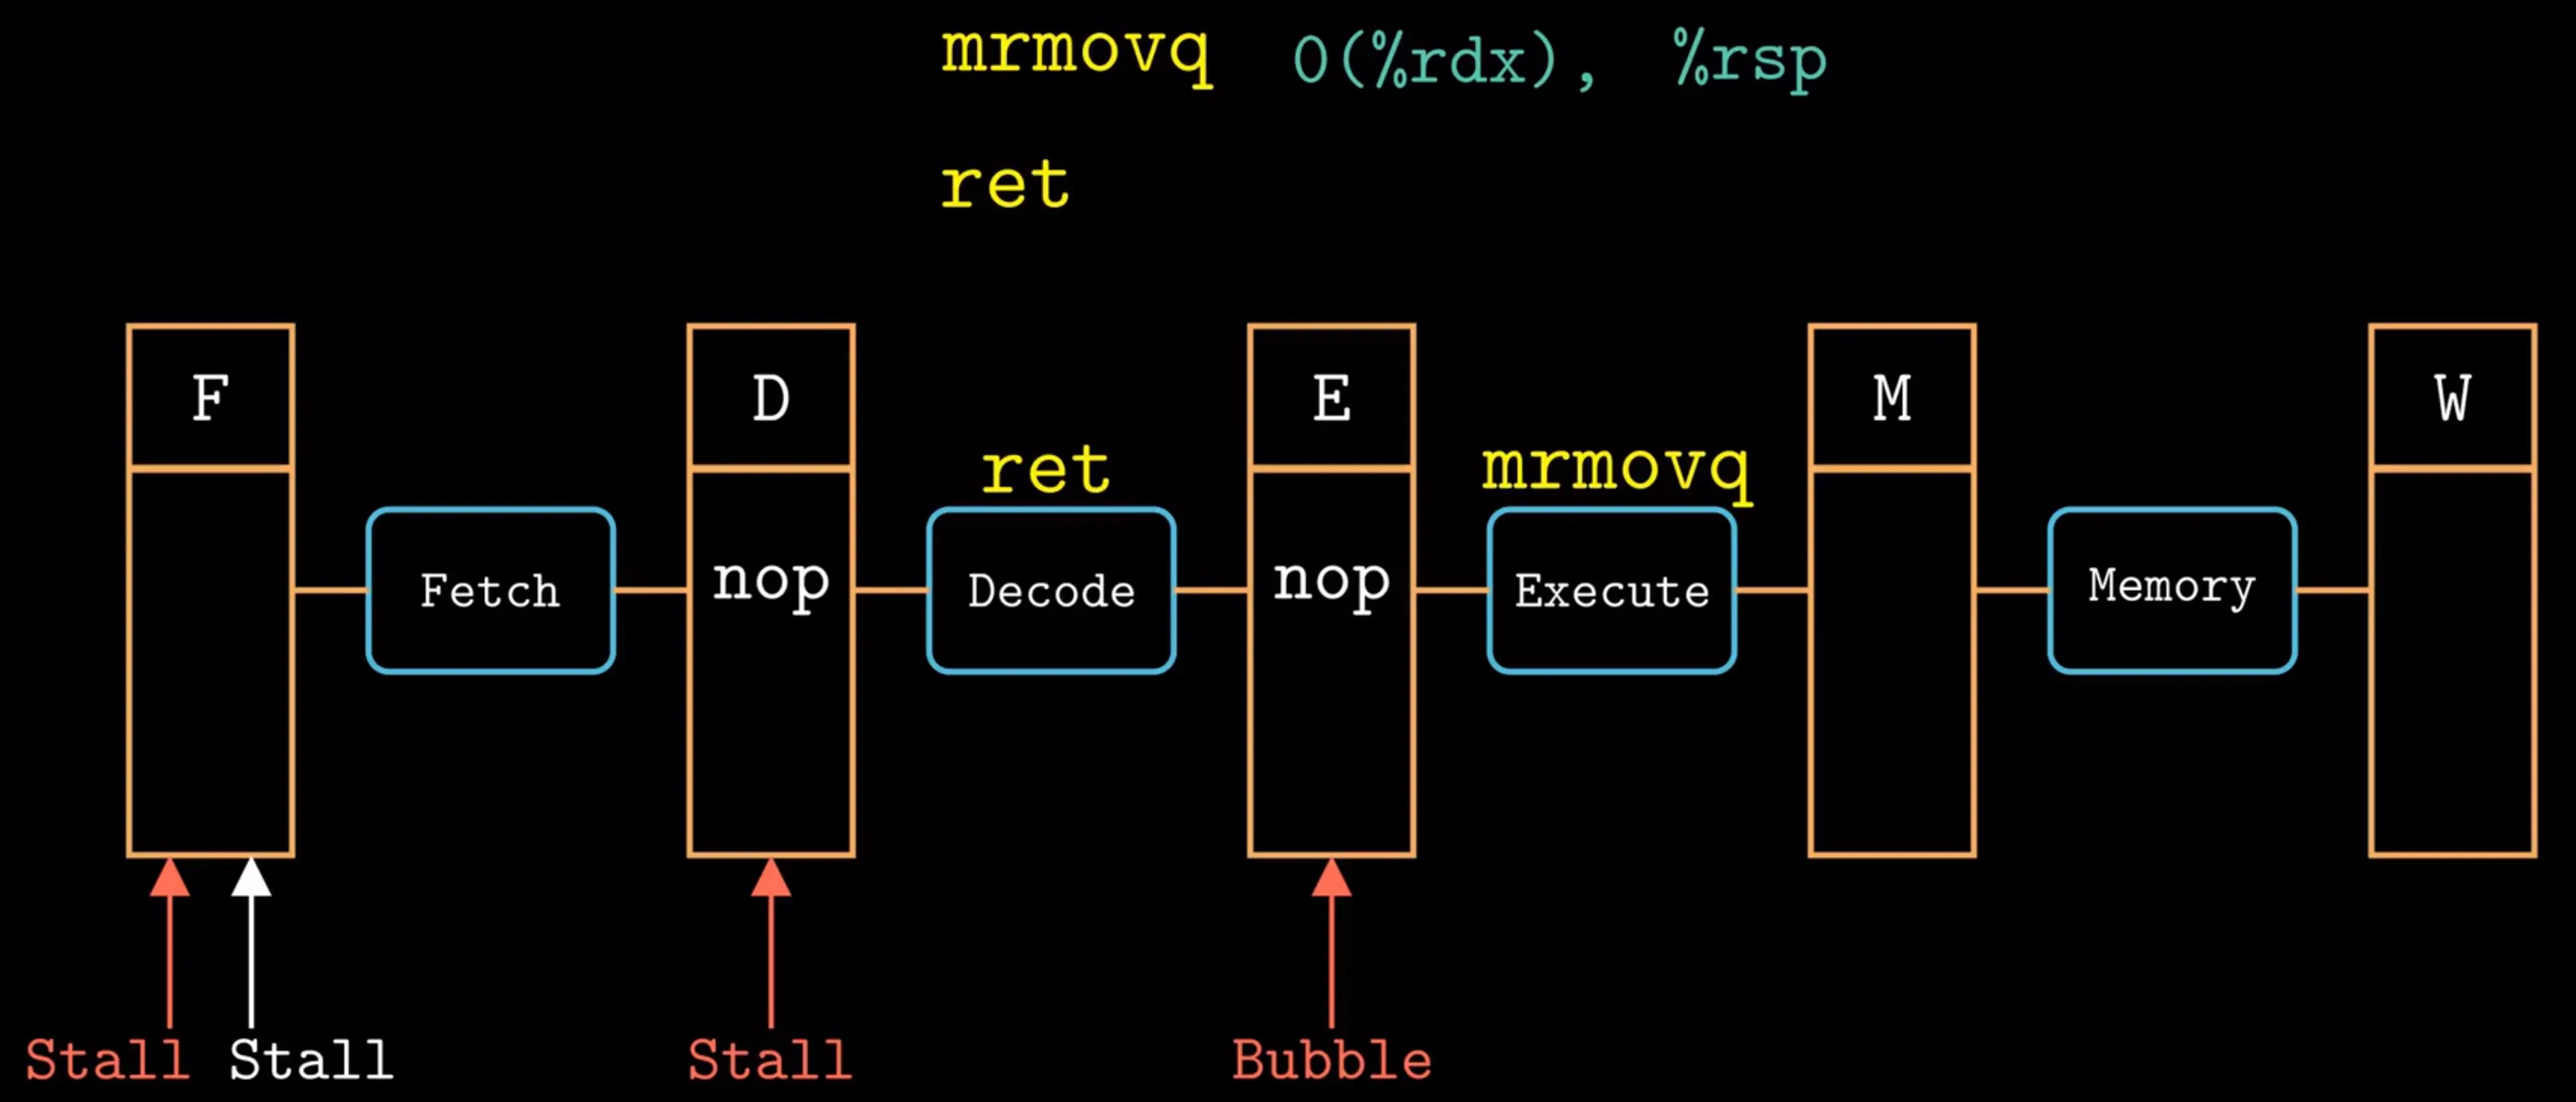 mrmovq 0(%rdx), %rsp
ret
F D E M W
ret mrmovq
nop nop
Fetch Decode Execute Memory
Stall Stall Stall Bubble